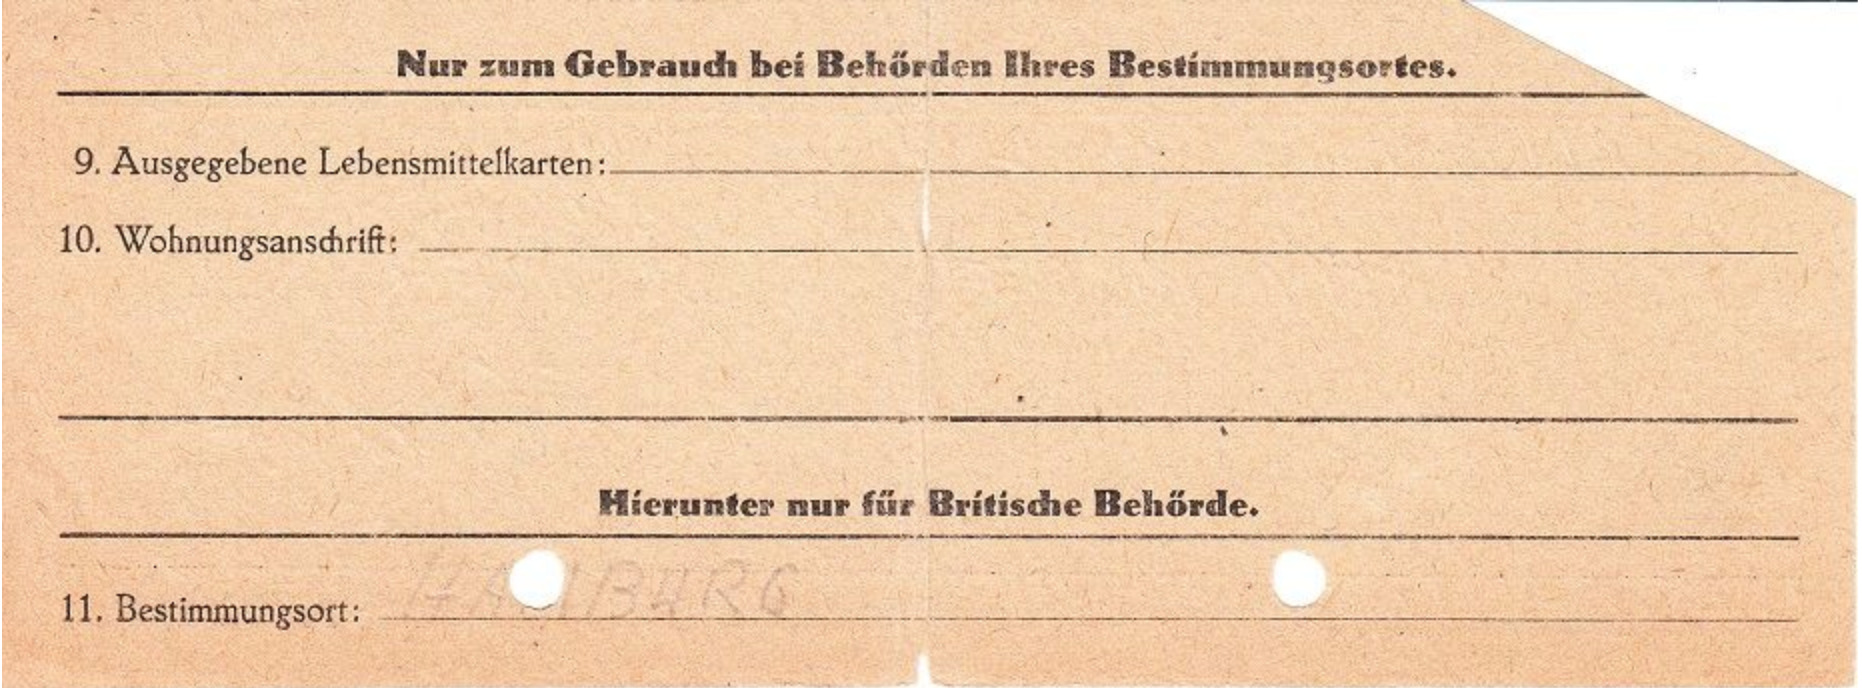 Nur zum Gebrauch bei Behörden Ihres Bestimmungsortes.
9. Ausgegebene Lebensmittelkarten:
10. Wohnungsanschrift:
Hierunter nur für Britische Behörde.
11. Bestimmungsort: HAMBURG